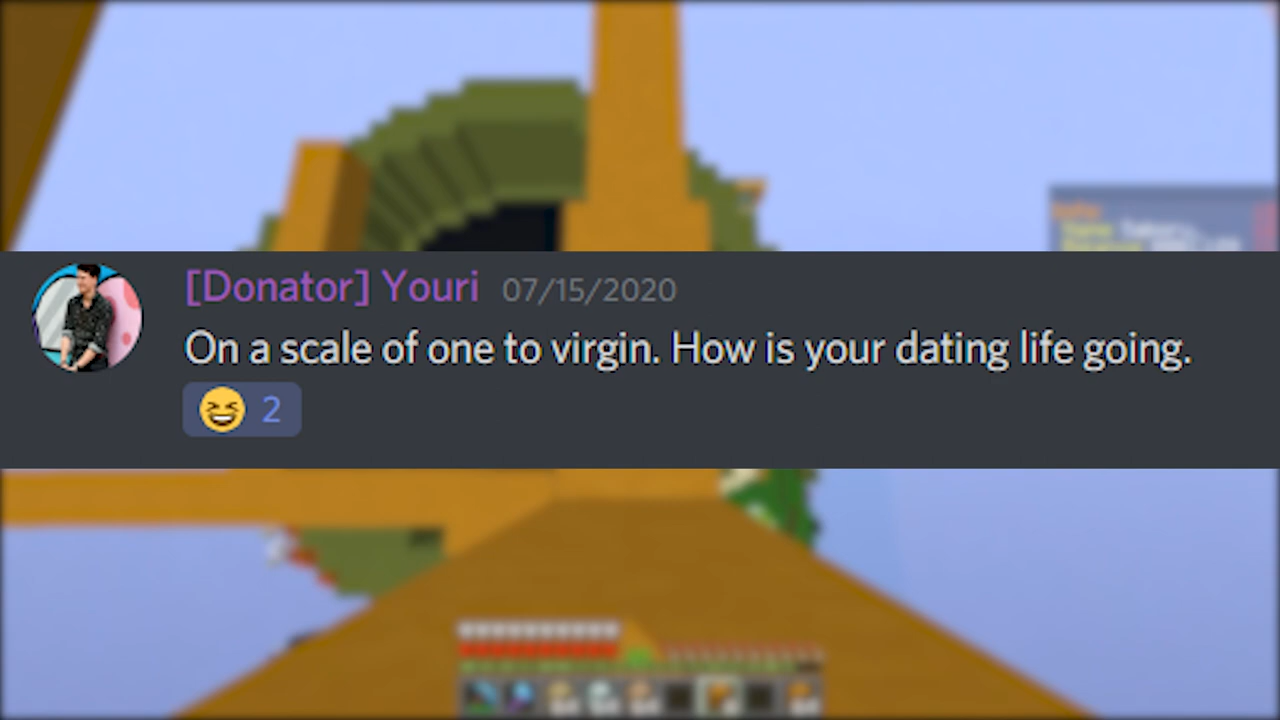 [Donator] Youri 07/15/2020
On a scale of one to virgin. How is your dating life going.
2